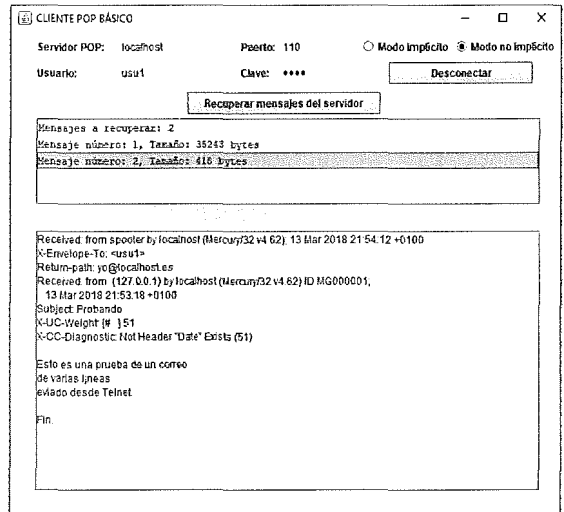 CLIENTE POP BÁSICO
Servidor POP: localhost Puerto: 110 Modo implícito Modo no implícito
Usuario: usu1 Clave: •••• Desconectar
Recuperar mensajes del servidor
Mensajes a recuperar: 2
Mensaje número: 1, Tamaño: 35243 bytes
Mensaje número: 2, Tamaño: 416 bytes
Received: from spooler by localhost (Mercury/32 v4.62); 13 Mar 2018 21:54:12 +0100
X-Envelope-To: <usu1>
Return-path: yo@localhost.es
Received: from (127.0.0.1) by localhost (Mercury/32 v4.62) ID MG000001;
13 Mar 2018 21:53:18 +0100
Subject: Probando
X-UC-Weight: [# ] 51
X-CC-Diagnostic: Not Header "Date" Exists (51)
Esto es una prueba de un correo
de varias lineas
eviado desde Telnet
Fin.